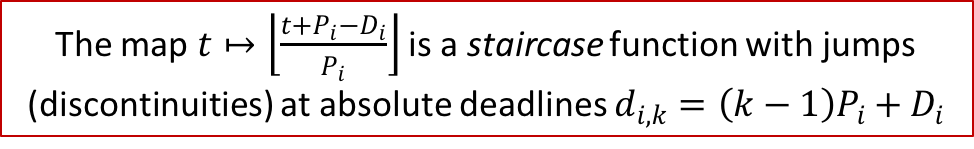 The map t ↦ ⌊(t+P_i−D_i)/P_i⌋ is a staircase function with jumps
(discontinuities) at absolute deadlines d_{i,k} = (k − 1)P_i + D_i